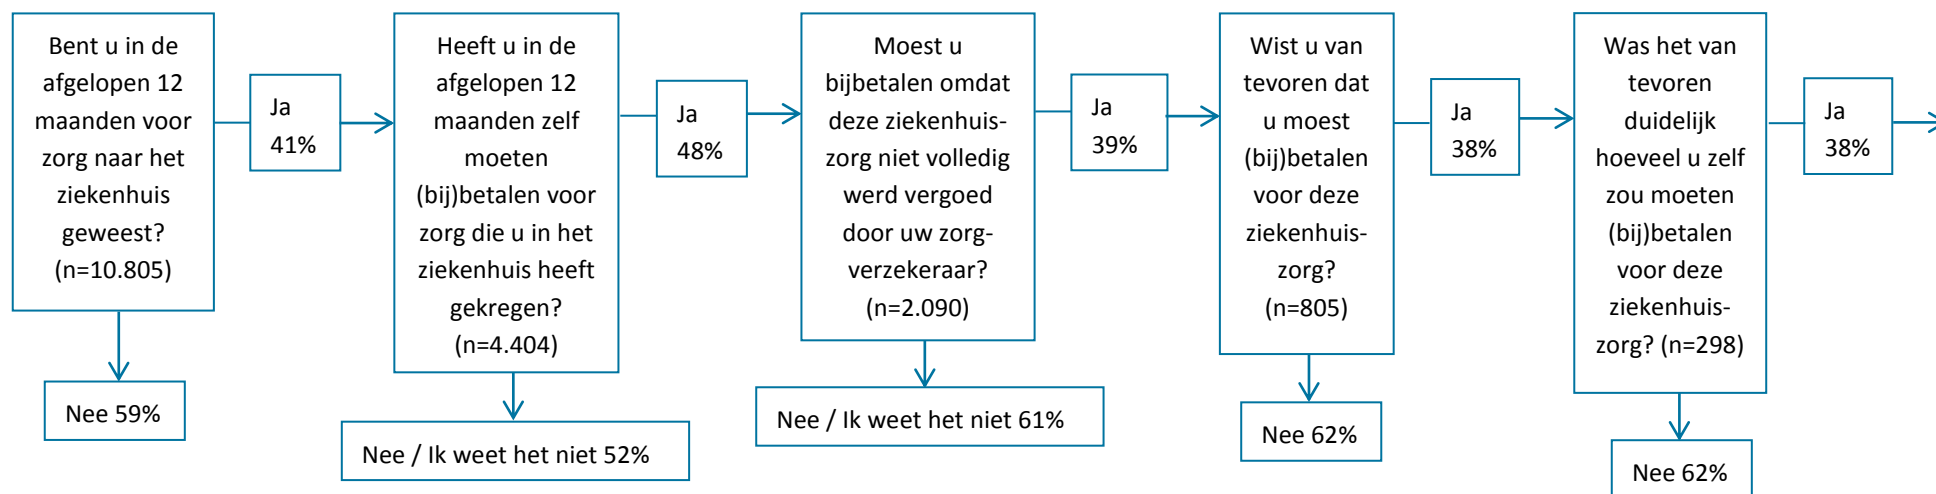 Bent u in de
afgelopen 12
maanden voor
zorg naar het
ziekenhuis
geweest?
(n=10.805)
Ja
41%
Nee 59%
Heeft u in de
afgelopen 12
maanden zelf
moeten
(bij)betalen voor
zorg die u in het
ziekenhuis heeft
gekregen?
(n=4.404)
Ja
48%
Nee / Ik weet het niet 52%
Moest u
bijbetalen omdat
deze ziekenhuis-
zorg niet volledig
werd vergoed
door uw zorg-
verzekeraar?
(n=2.090)
Ja
39%
Nee / Ik weet het niet 61%
Wist u van
tevoren dat
u moest
(bij)betalen
voor deze
ziekenhuis-
zorg?
(n=805)
Ja
38%
Nee 62%
Was het van
tevoren
duidelijk
hoeveel u zelf
zou moeten
(bij)betalen
voor deze
ziekenhuis-
zorg? (n=298)
Ja
38%
Nee 62%